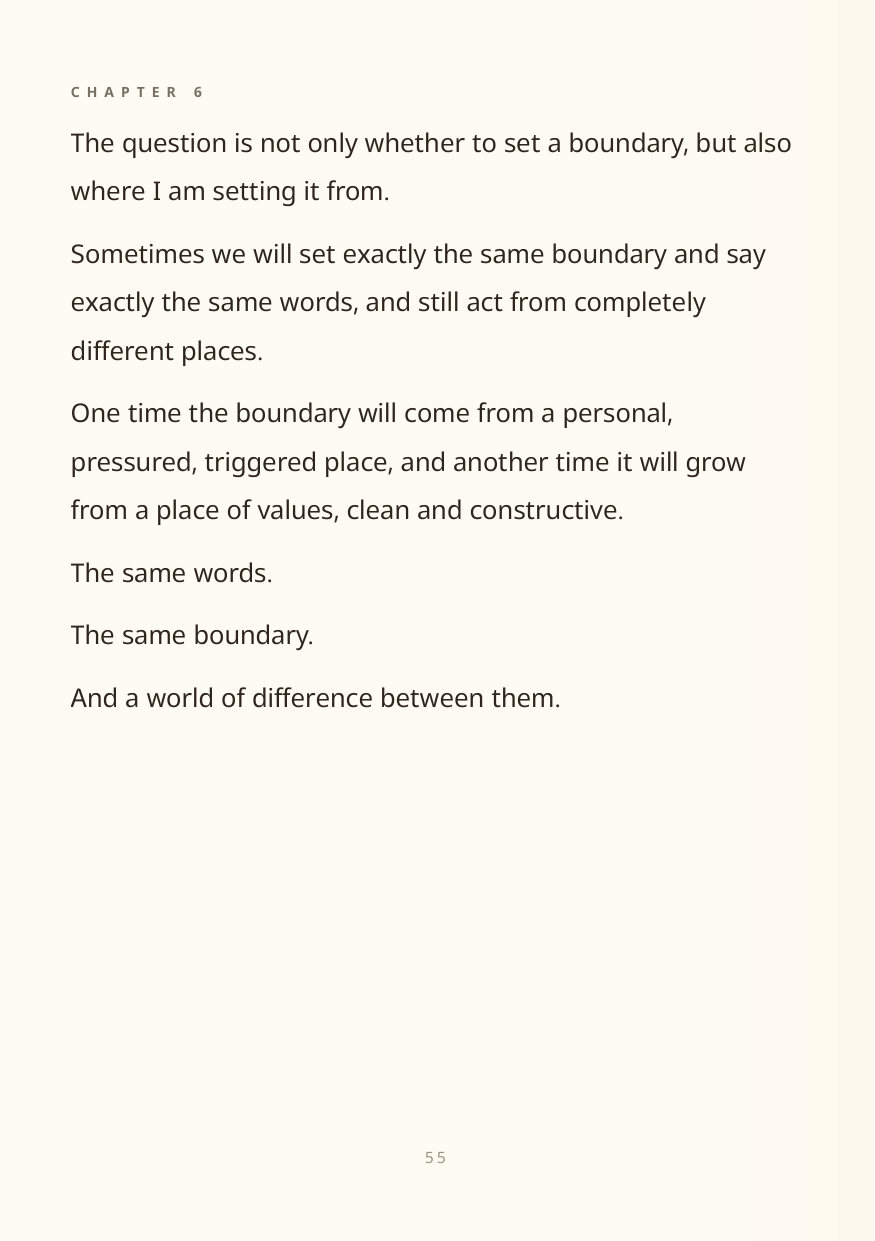 CHAPTER 6
The question is not only whether to set a boundary, but also
where I am setting it from.
Sometimes we will set exactly the same boundary and say
exactly the same words, and still act from completely
different places.
One time the boundary will come from a personal,
pressured, triggered place, and another time it will grow
from a place of values, clean and constructive.
The same words.
The same boundary.
And a world of difference between them.
55